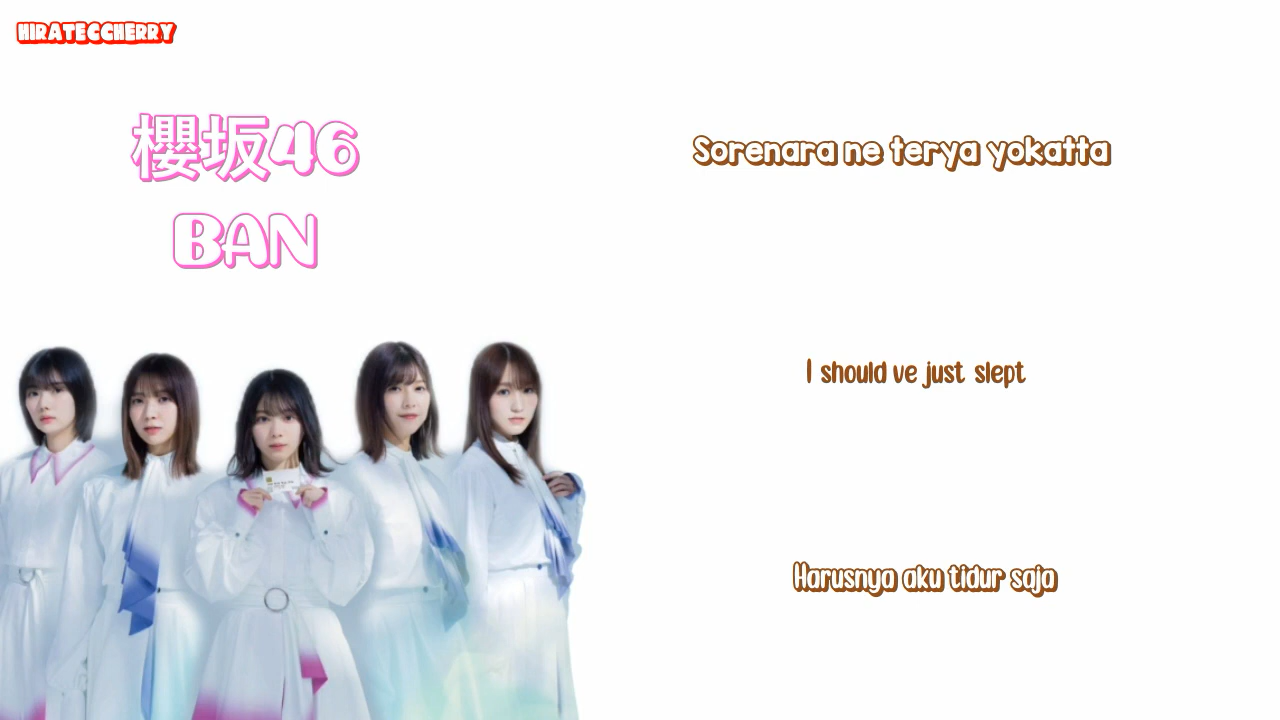 HIRATECCHERRY
櫻坂46
BAN
Sorenara ne terya yokatta
I should ve just slept
Harusnya aku tidur saja